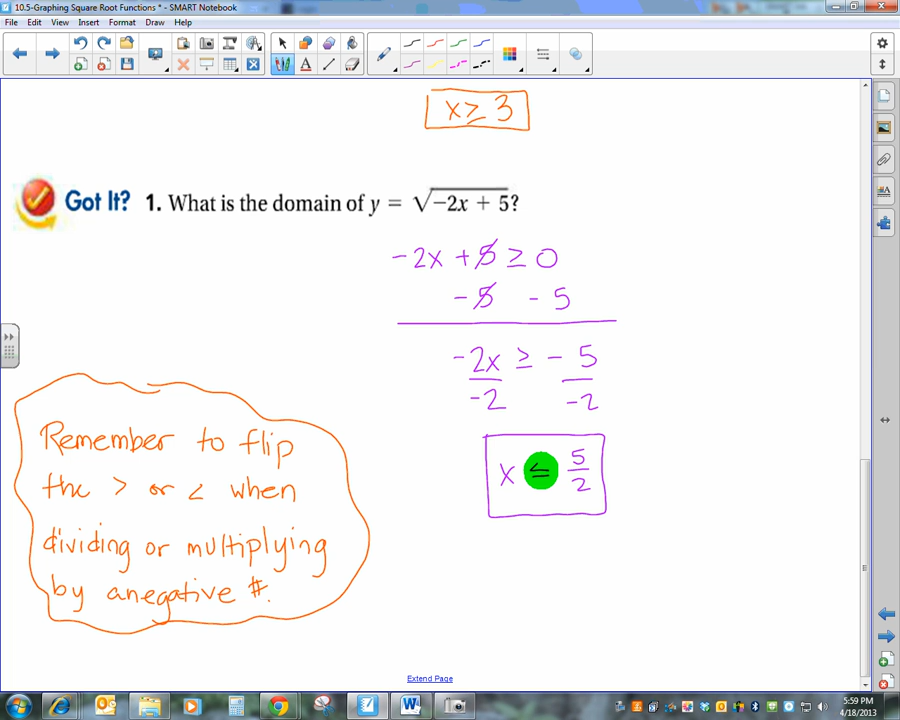 10.5-Graphing Square Root Functions * - SMART Notebook
File Edit View Insert Format Draw Help
x ≥ 3
Got It? 1. What is the domain of y = √−2x + 5?
-2x + 5 ≥ 0
- 5 - 5
-2x ≥ - 5
-2 -2
x ≤ 5
2
Remember to flip
the > or < when
dividing or multiplying
by a negative #.
Extend Page
5:59 PM
4/18/2013